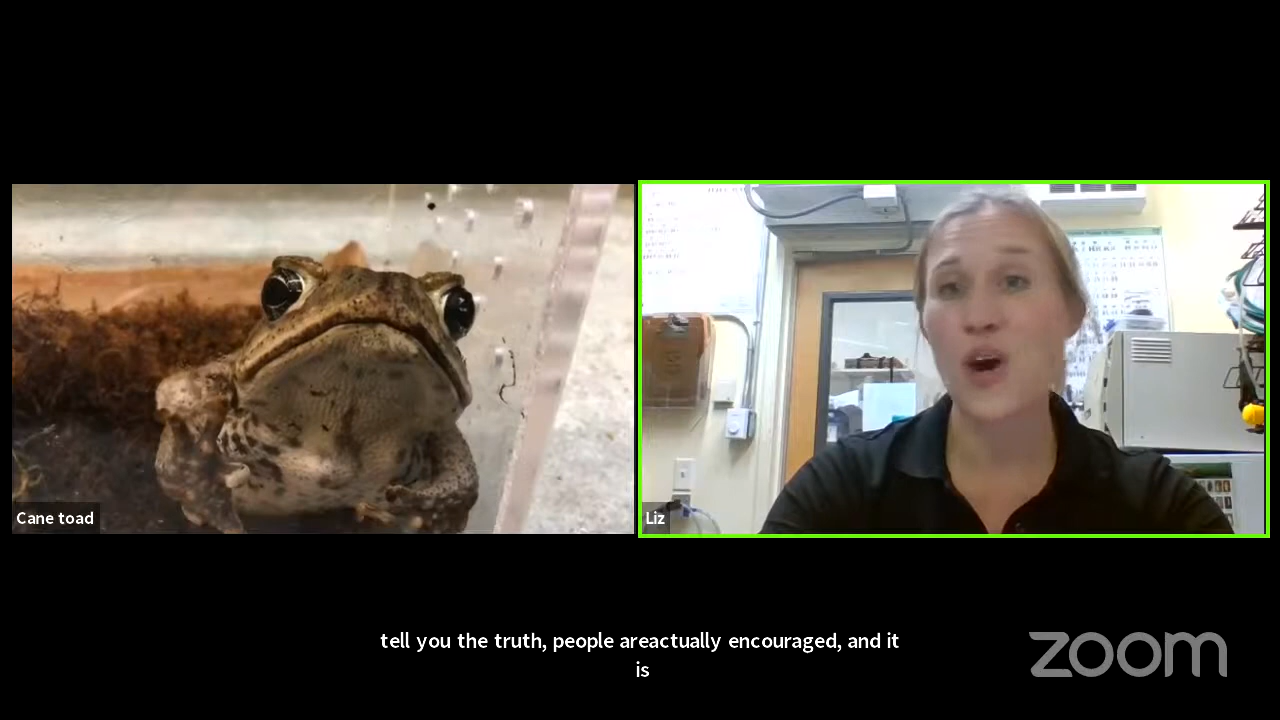 Cane toad
Liz
tell you the truth, people areactually encouraged, and it
is
zoom